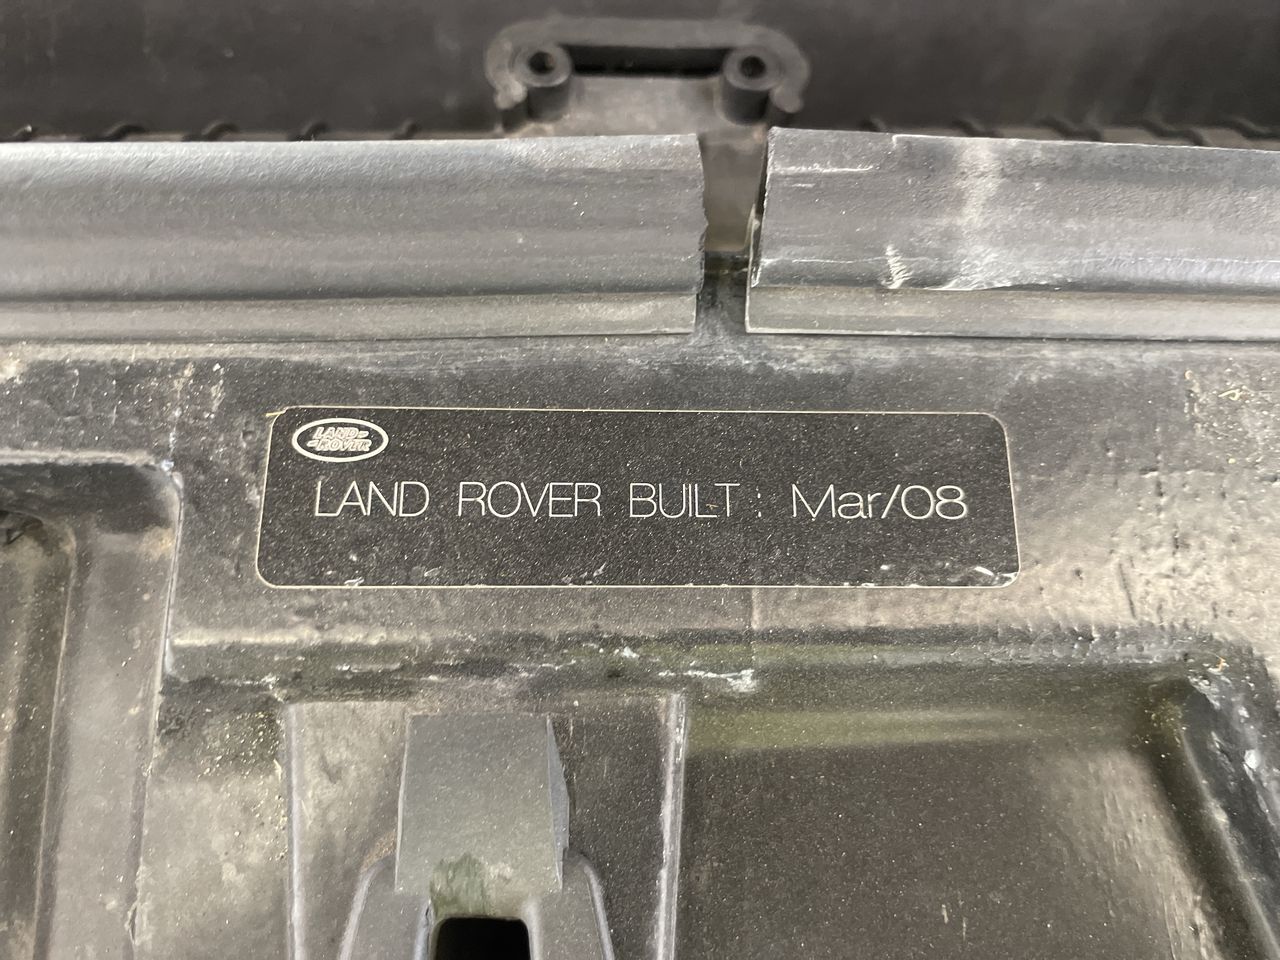 LAND-
-ROVER
LAND ROVER BUILT : Mar/08